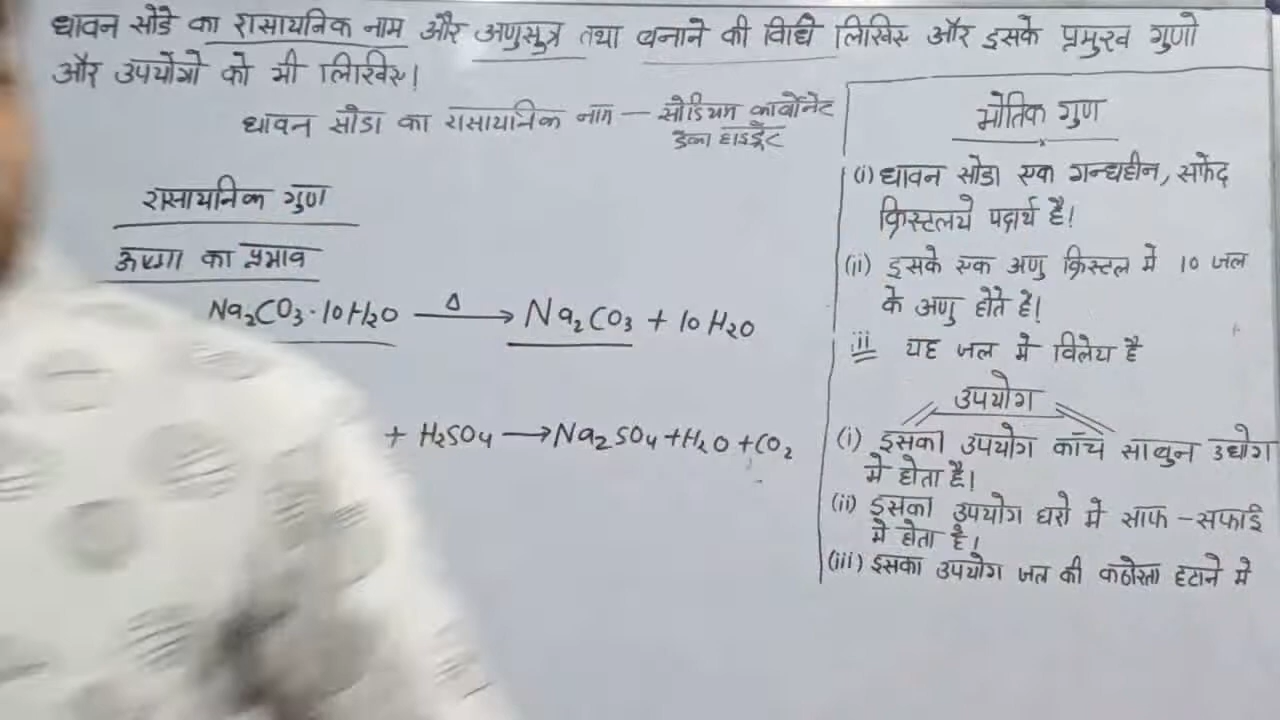 धावन सोडे का रासायनिक नाम और अणुसूत्र तथा बनाने की विधि लिखिए और इसके प्रमुख गुणो
और उपयोगो को भी लिखिए।
धावन सोडा का रासायनिक नाम — सोडियम कार्बोनेट
डेका हाइड्रेट
रासायनिक गुण
ऊष्मा का प्रभाव
Na₂CO₃·10H₂O —Δ→ Na₂CO₃ + 10H₂O
+ H₂SO₄ → Na₂SO₄ + H₂O + CO₂
भौतिक गुण
(i) धावन सोडा एक गन्धहीन, सफेद
क्रिस्टलये पदार्थ है।
(ii) इसके एक अणु क्रिस्टल मे 10 जल
के अणु होते है।
iii यह जल मे विलेय है
उपयोग
(i) इसका उपयोग काँच साबुन उधोग
मे होता है।
(ii) इसका उपयोग घरो मे साफ-सफाई
मे होता है।
(iii) इसका उपयोग जल की कठोरता हटाने मे